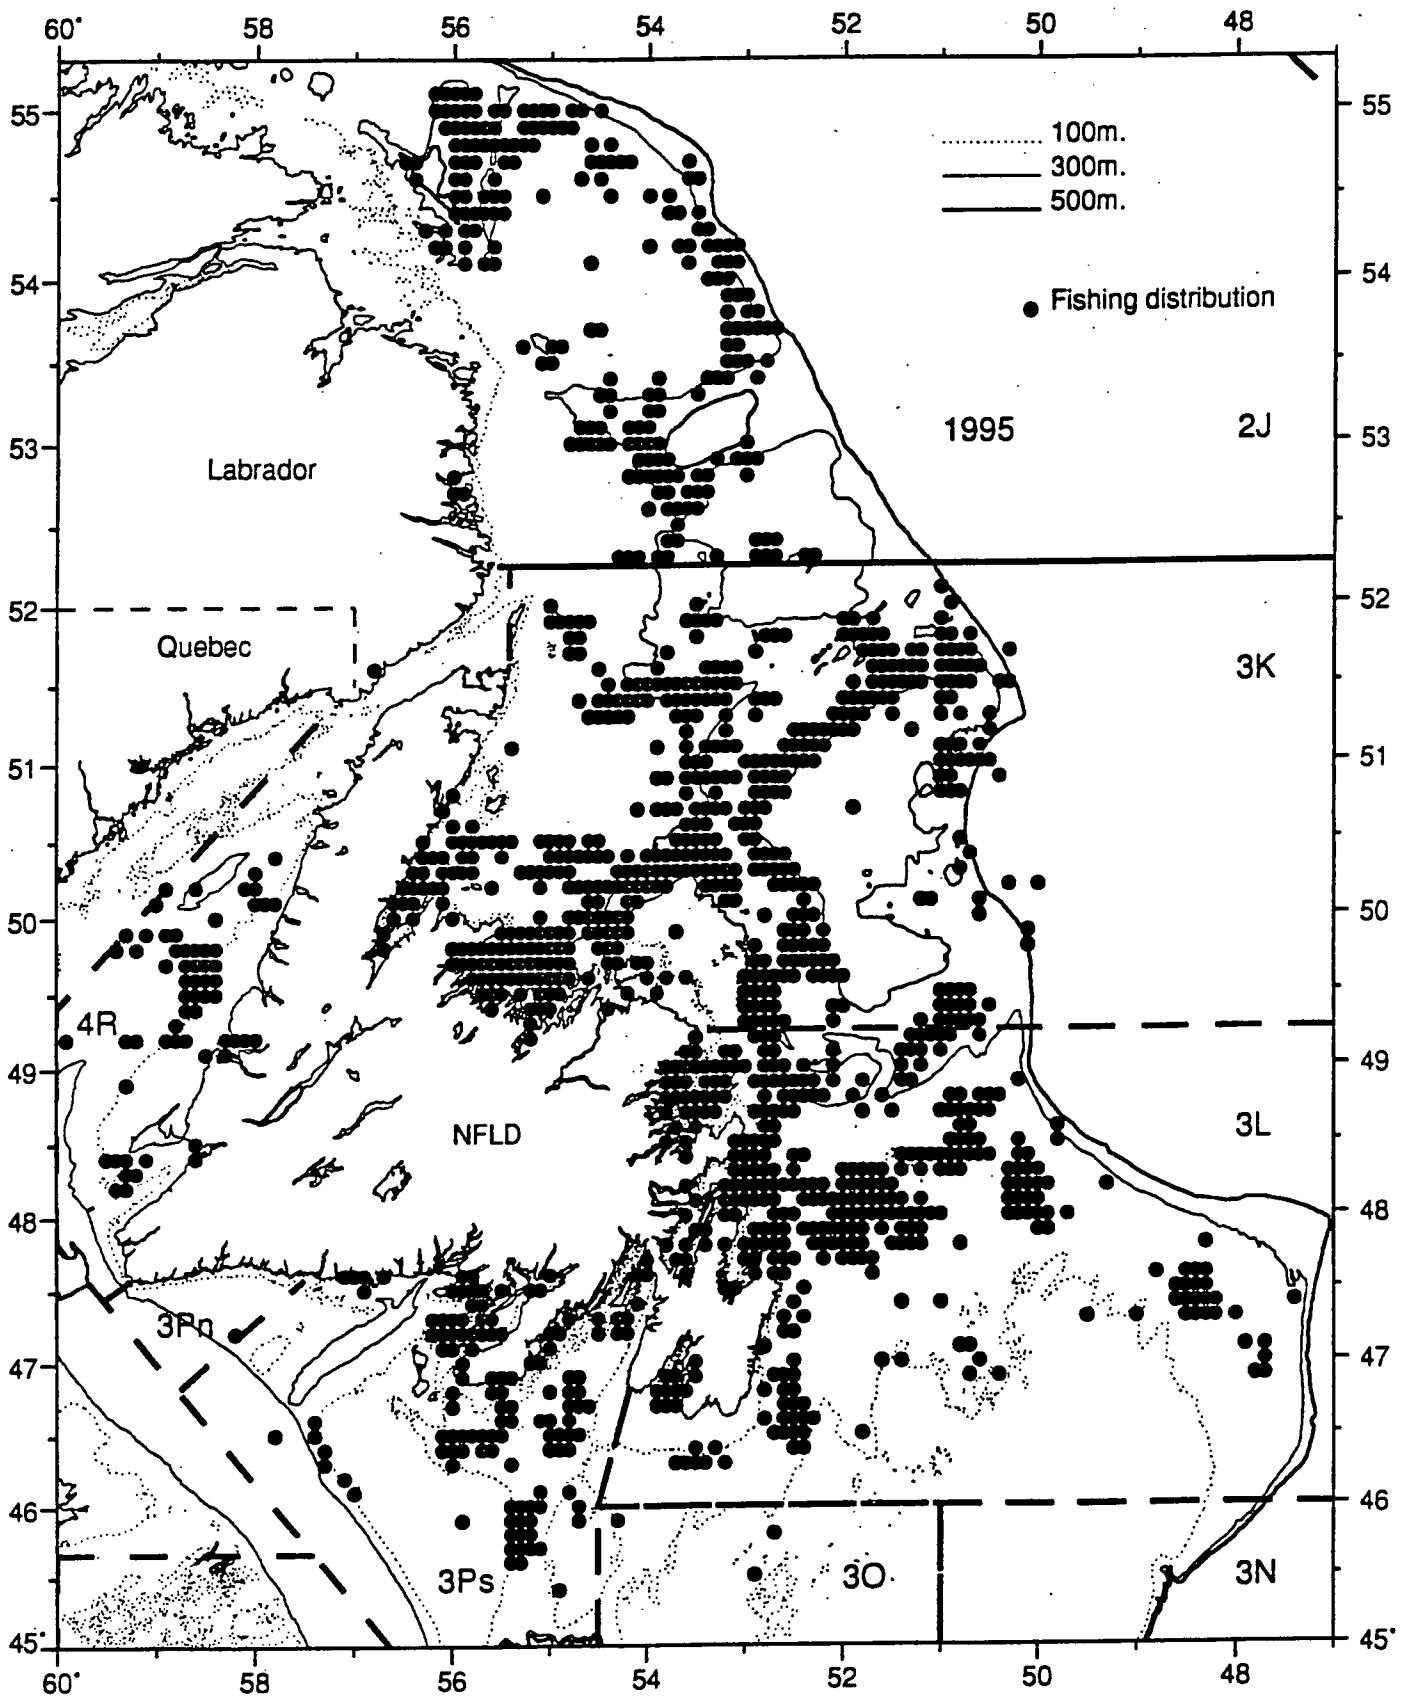 60° 58 56 54 52 50 48
55 55
100m.
300m.
500m.
54 54
Fishing distribution
1995 2J
53 53
Labrador
52 52
Quebec 3K
51 51
50 50
4R
49 49
NFLD 3L
48 48
3Pn
47 47
46 46
3Ps 3O 3N
45° 45°
60° 58 56 54 52 50 48